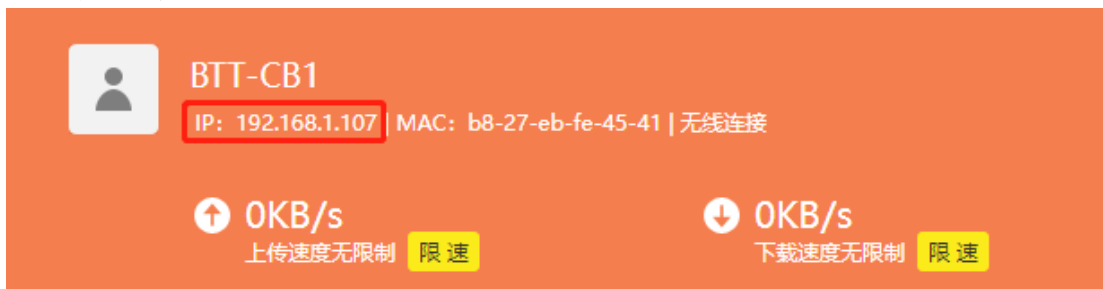 BTT-CB1
IP：192.168.1.107 | MAC：b8-27-eb-fe-45-41 | 无线连接
0KB/s
上传速度无限制 限速
0KB/s
下载速度无限制 限速